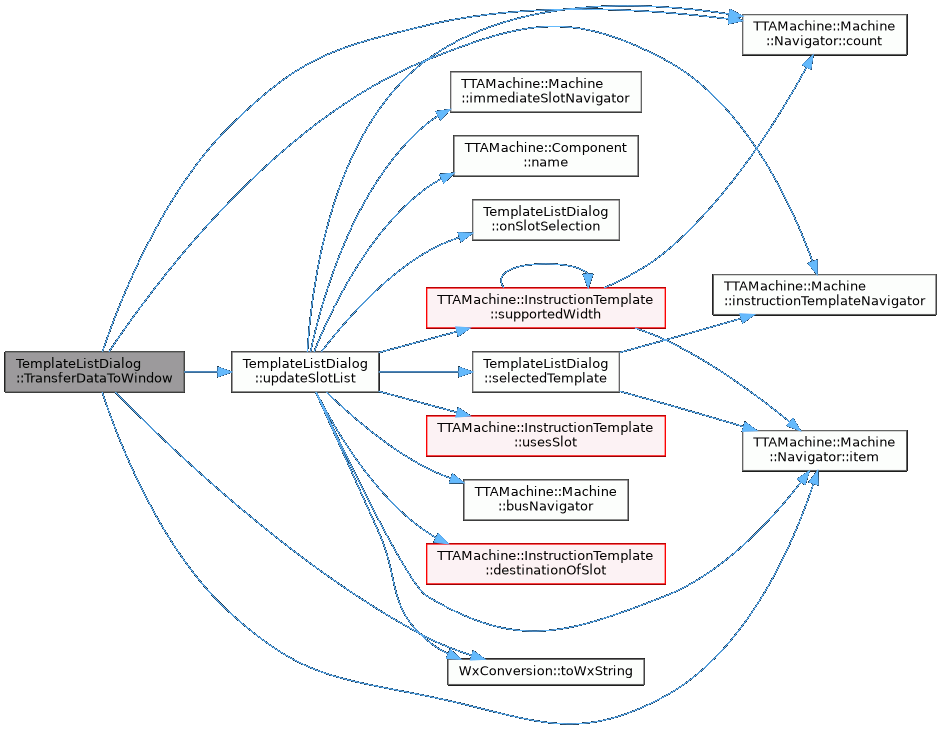 TTAMachine::Machine
::Navigator::count
TTAMachine::Machine
::immediateSlotNavigator
TTAMachine::Component
::name
TemplateListDialog
::onSlotSelection
TTAMachine::InstructionTemplate
::supportedWidth
TTAMachine::Machine
::instructionTemplateNavigator
TemplateListDialog
::TransferDataToWindow
TemplateListDialog
::updateSlotList
TemplateListDialog
::selectedTemplate
TTAMachine::InstructionTemplate
::usesSlot
TTAMachine::Machine
::Navigator::item
TTAMachine::Machine
::busNavigator
TTAMachine::InstructionTemplate
::destinationOfSlot
WxConversion::toWxString